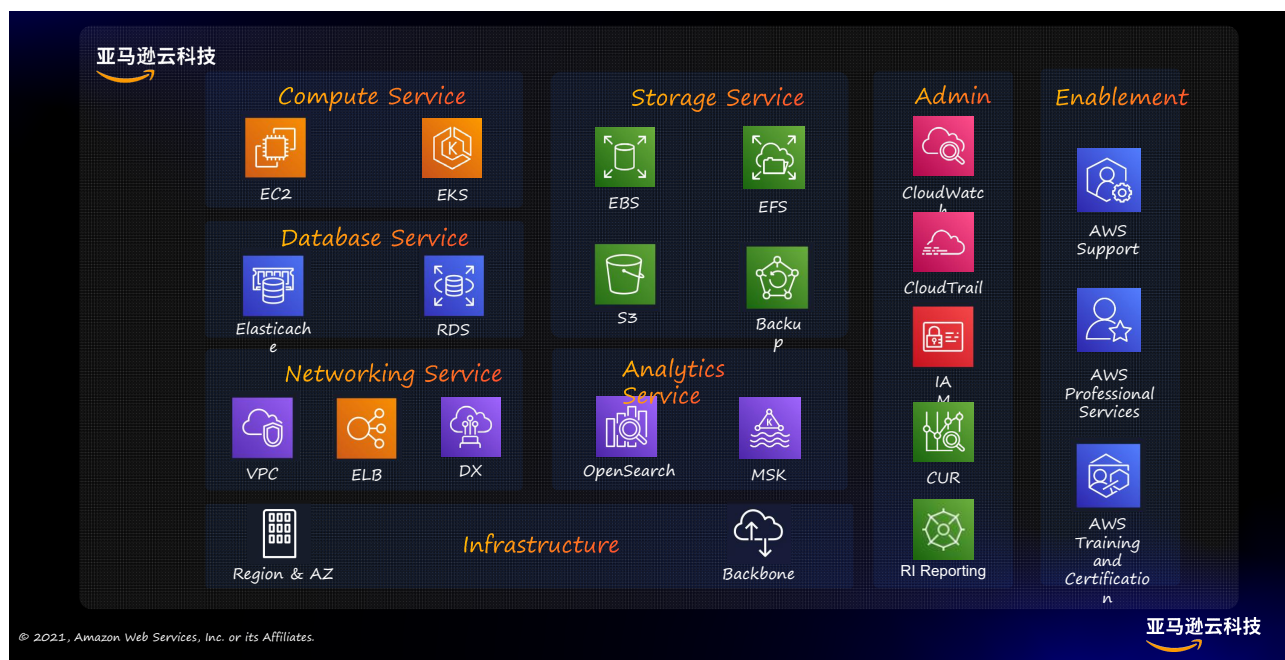 亚马逊云科技
Compute Service
EC2
EKS
Database Service
Elasticach
e
RDS
Networking Service
VPC
ELB
DX
Storage Service
EBS
EFS
S3
Backu
p
Analytics
Service
OpenSearch
MSK
Infrastructure
Region & AZ
Backbone
Admin
CloudWatc
h
CloudTrail
IA
M
CUR
RI Reporting
Enablement
AWS
Support
AWS
Professional
Services
AWS
Training
and
Certificatio
n
© 2021, Amazon Web Services, Inc. or its Affiliates.
亚马逊云科技